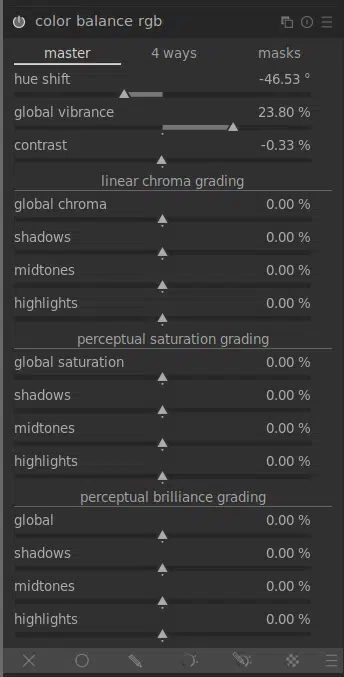 color balance rgb
master 4 ways masks
hue shift -46.53 °
global vibrance 23.80 %
contrast -0.33 %
linear chroma grading
global chroma 0.00 %
shadows 0.00 %
midtones 0.00 %
highlights 0.00 %
perceptual saturation grading
global saturation 0.00 %
shadows 0.00 %
midtones 0.00 %
highlights 0.00 %
perceptual brilliance grading
global 0.00 %
shadows 0.00 %
midtones 0.00 %
highlights 0.00 %